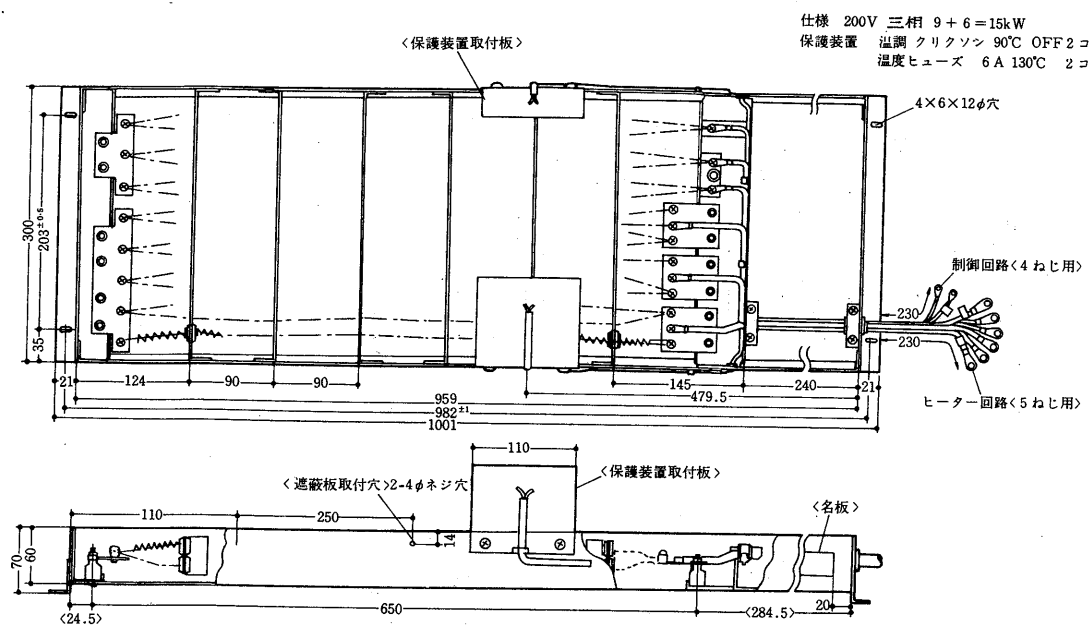 仕様 200V 三相 9+6=15kW
保護装置 温調 クリクソン 90℃ OFF2コ
温度ヒューズ 6A 130℃ 2コ
<保護装置取付板>
4×6×12φ穴
300
203±0.5
35
制御回路<4ねじ用>
230
230
ヒーター回路<5ねじ用>
21
124
90
90
145
240
21
479.5
959
982±1
1001
110
<保護装置取付板>
<遮蔽板取付穴>2-4φネジ穴
<名板>
110
250
14
70
60
650
20
<24.5>
<284.5>